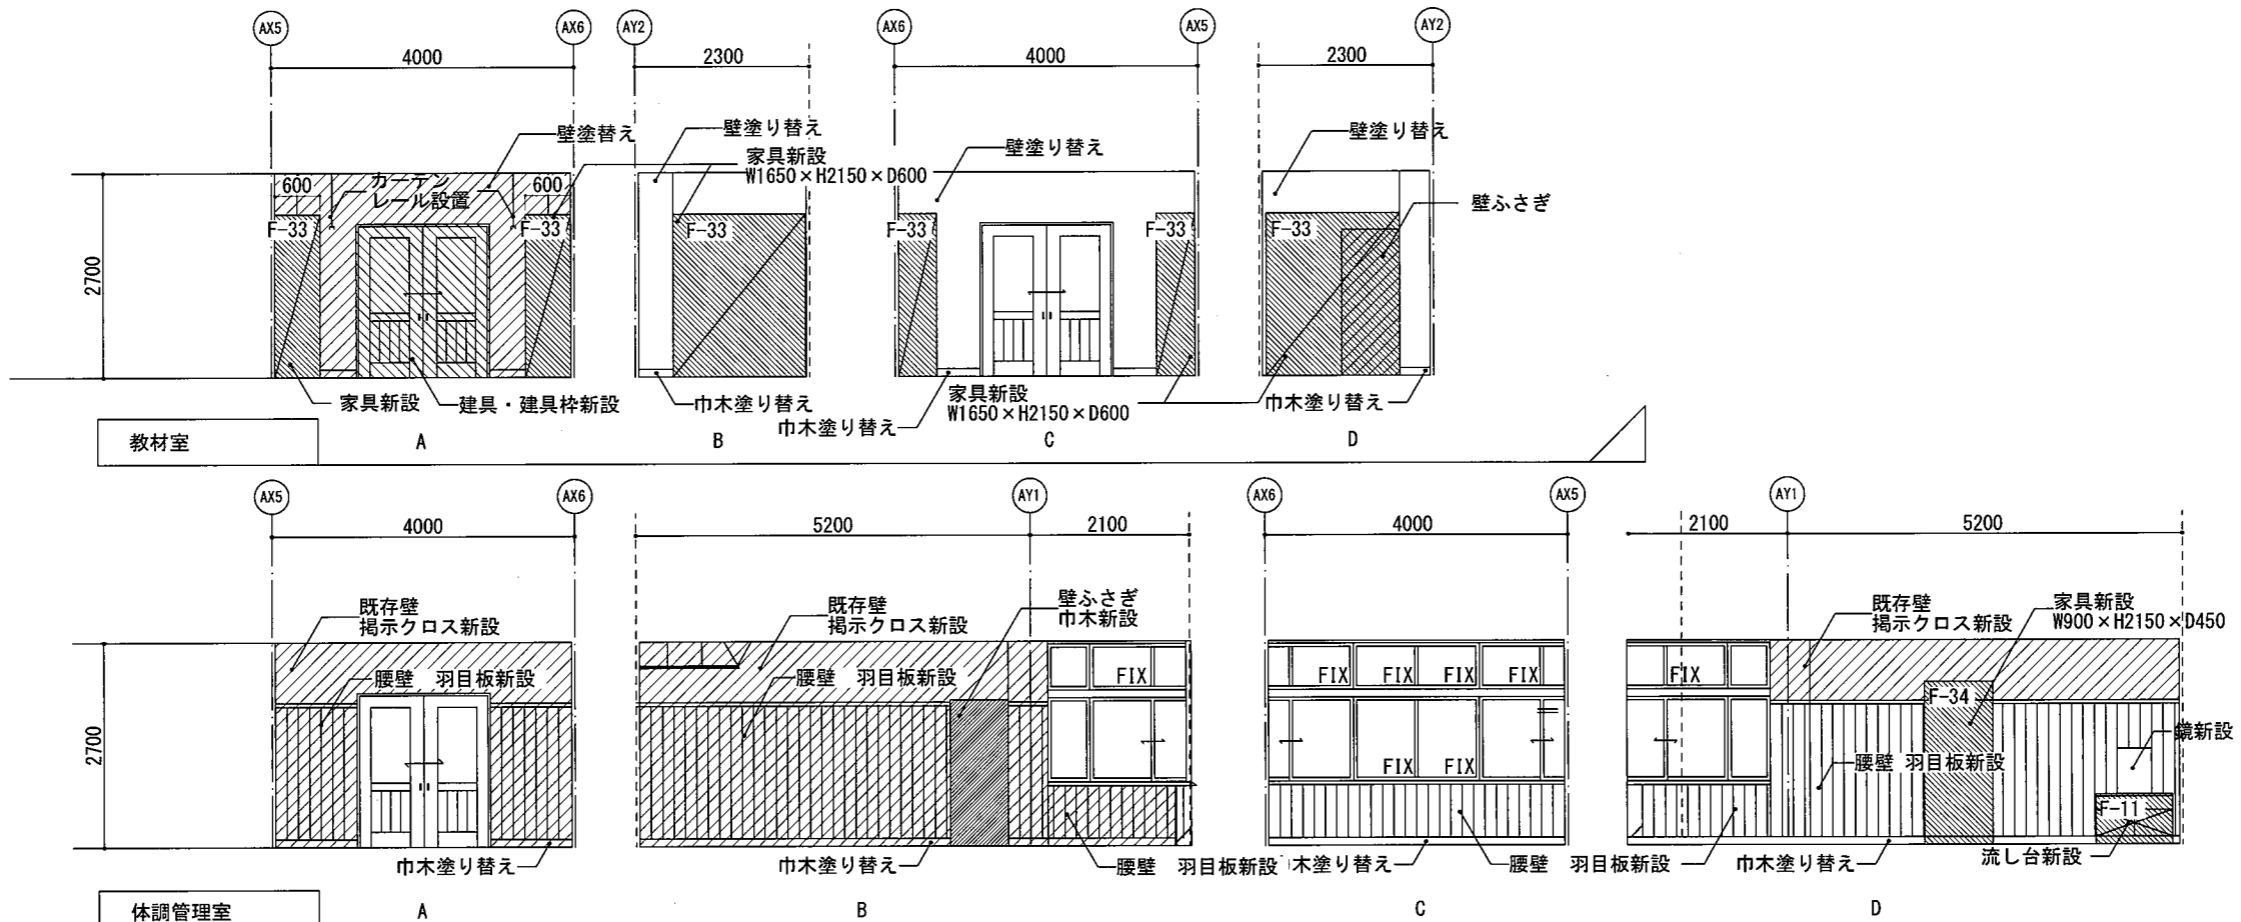 AX5
AX6
AY2
AX6
AX5
AY2
4000
2300
4000
2300
壁塗替え
壁塗り替え
家具新設
W1650×H2150×D600
壁塗り替え
壁塗り替え
壁ふさぎ
600
カーテン
レール設置
600
F-33
F-33
F-33
F-33
F-33
F-33
2700
家具新設
建具・建具枠新設
巾木塗り替え
巾木塗り替え
家具新設
W1650×H2150×D600
巾木塗り替え
教材室
A
B
C
D
AX5
AX6
AY1
AX6
AX5
AY1
4000
5200
2100
4000
2100
5200
既存壁
掲示クロス新設
既存壁
掲示クロス新設
壁ふさぎ
巾木新設
既存壁
掲示クロス新設
家具新設
W900×H2150×D450
腰壁 羽目板新設
腰壁 羽目板新設
FIX
FIX
FIX
FIX
FIX
FIX
FIX
FIX
F-34
鏡新設
腰壁 羽目板新設
F-11
2700
巾木塗り替え
巾木塗り替え
腰壁 羽目板新設
木塗り替え
腰壁 羽目板新設
巾木塗り替え
流し台新設
体調管理室
A
B
C
D